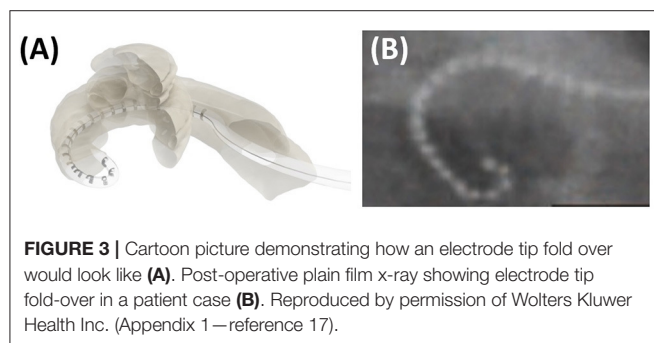 (A)
(B)
FIGURE 3 | Cartoon picture demonstrating how an electrode tip fold over
would look like (A). Post-operative plain film x-ray showing electrode tip
fold-over in a patient case (B). Reproduced by permission of Wolters Kluwer
Health Inc. (Appendix 1—reference 17).